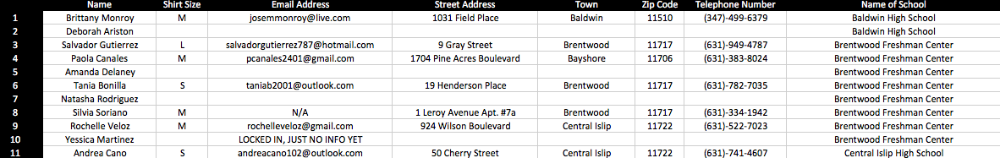 Name Shirt Size Email Address Street Address Town Zip Code Telephone Number Name of School
1 Brittany Monroy M josemmonroy@live.com 1031 Field Place Baldwin 11510 (347)-499-6379 Baldwin High School
2 Deborah Ariston Baldwin High School
3 Salvador Gutierrez L salvadorgutierrez787@hotmail.com 9 Gray Street Brentwood 11717 (631)-949-4787 Brentwood Freshman Center
4 Paola Canales M pcanales2401@gmail.com 1704 Pine Acres Boulevard Bayshore 11706 (631)-383-8024 Brentwood Freshman Center
5 Amanda Delaney Brentwood Freshman Center
6 Tania Bonilla S taniab2001@outlook.com 19 Henderson Place Brentwood 11717 (631)-782-7035 Brentwood Freshman Center
7 Natasha Rodriguez Brentwood Freshman Center
8 Silvia Soriano M N/A 1 Leroy Avenue Apt. #7a Brentwood 11717 (631)-334-1942 Brentwood Freshman Center
9 Rochelle Veloz M rochelleveloz@gmail.com 924 Wilson Boulevard Central Islip 11722 (631)-522-7023 Brentwood Freshman Center
10 Yessica Martinez LOCKED IN, JUST NO INFO YET Brentwood Freshman Center
11 Andrea Cano S andreacano102@outlook.com 50 Cherry Street Central Islip 11722 (631)-741-4607 Central Islip High School